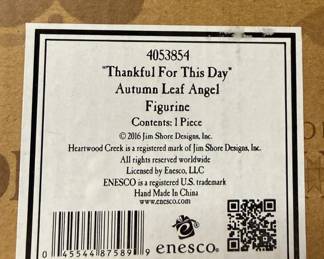 4053854
"Thankful For This Day"
Autumn Leaf Angel
Figurine
Contents: 1 Piece
© 2016 Jim Shore Designs, Inc.
Heartwood Creek is a registered mark of Jim Shore Designs, Inc.
All rights reserved worldwide
Licensed by Enesco, LLC
ENESCO is a registered U.S. trademark
Hand Made In China
www.enesco.com
0 45544 87589 9
enesco